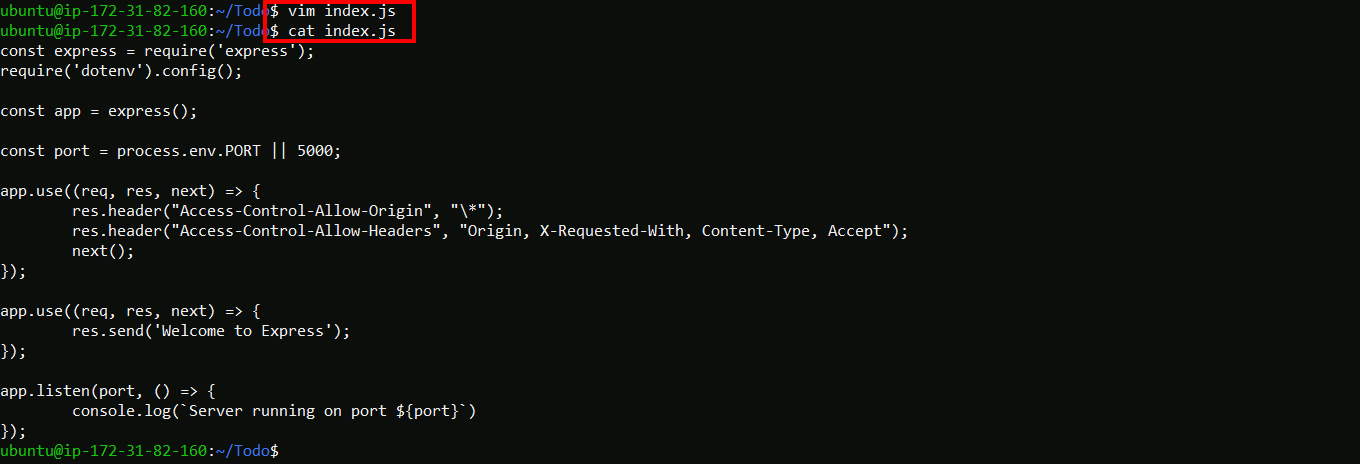 ubuntu@ip-172-31-82-160:~/Todo$ vim index.js
ubuntu@ip-172-31-82-160:~/Todo$ cat index.js
const express = require('express');
require('dotenv').config();

const app = express();

const port = process.env.PORT || 5000;

app.use((req, res, next) => {
        res.header("Access-Control-Allow-Origin", "\*");
        res.header("Access-Control-Allow-Headers", "Origin, X-Requested-With, Content-Type, Accept");
        next();
});

app.use((req, res, next) => {
        res.send('Welcome to Express');
});

app.listen(port, () => {
        console.log(`Server running on port ${port}`)
});
ubuntu@ip-172-31-82-160:~/Todo$